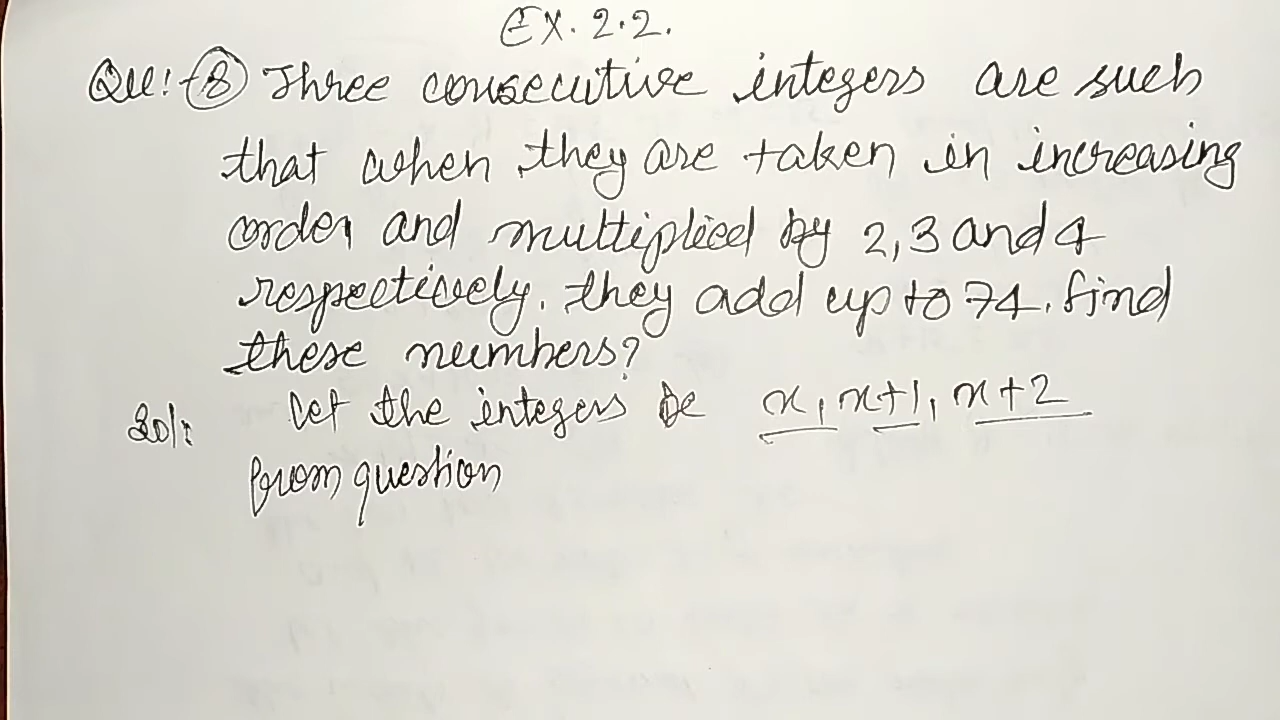 Ex. 2.2.
Que:-8 Three consecutive integers are such
that when they are taken in increasing
order and multiplied by 2, 3 and 4
respectively. they add up to 74. find
these numbers?
Sol: Let the integers be x, x+1, x+2
from question